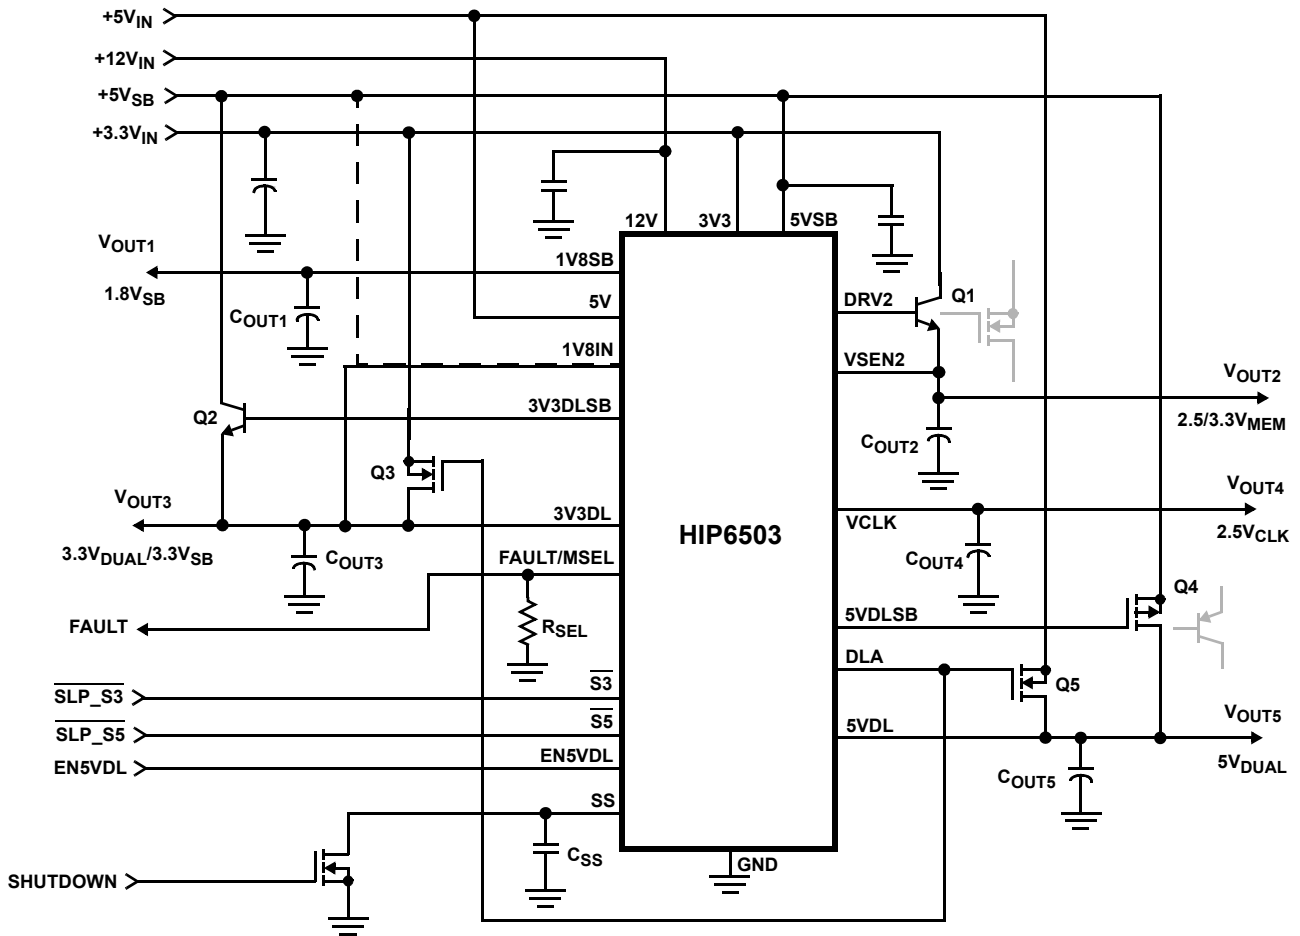 +5VIN
+12VIN
+5VSB
+3.3VIN
12V
3V3
5VSB
VOUT1
1.8VSB
COUT1
1V8SB
5V
1V8IN
3V3DLSB
Q2
Q3
VOUT3
3.3VDUAL/3.3VSB
COUT3
3V3DL
FAULT/MSEL
FAULT
RSEL
SLP_S3
S3
SLP_S5
S5
EN5VDL
EN5VDL
SS
CSS
SHUTDOWN
GND
HIP6503
DRV2
Q1
VSEN2
VOUT2
2.5/3.3VMEM
COUT2
VCLK
VOUT4
2.5VCLK
COUT4
5VDLSB
Q4
DLA
Q5
5VDL
VOUT5
5VDUAL
COUT5